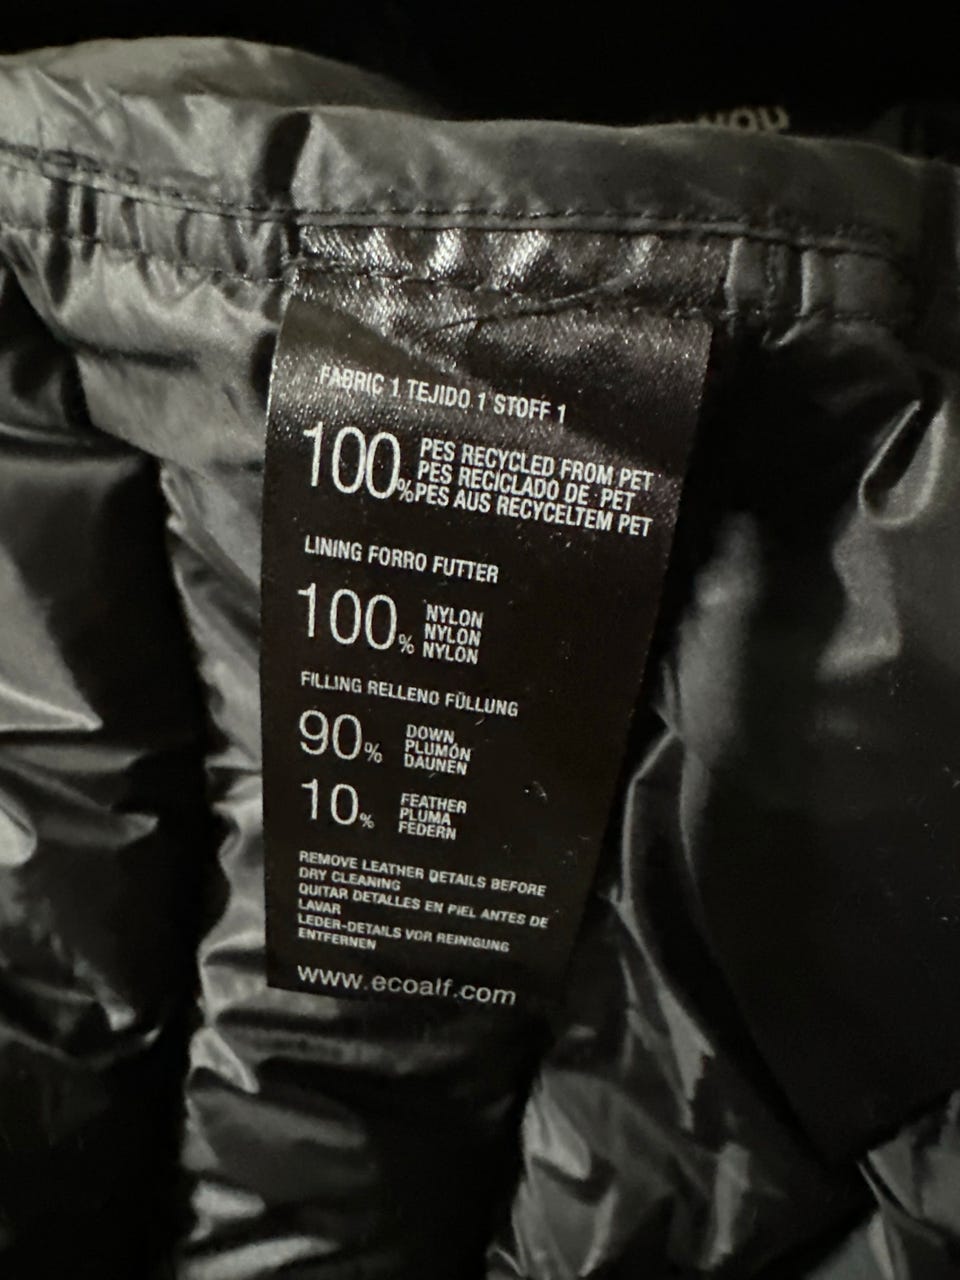 FABRIC 1 TEJIDO 1 STOFF 1
100% PES RECYCLED FROM PET
PES RECICLADO DE PET
PES AUS RECYCELTEM PET
LINING FORRO FUTTER
100% NYLON
NYLON
NYLON
FILLING RELLENO FÜLLUNG
90% DOWN
PLUMÓN
DAUNEN
10% FEATHER
PLUMA
FEDERN
REMOVE LEATHER DETAILS BEFORE
DRY CLEANING
QUITAR DETALLES EN PIEL ANTES DE
LAVAR
LEDER-DETAILS VOR REINIGUNG
ENTFERNEN
www.ecoalf.com